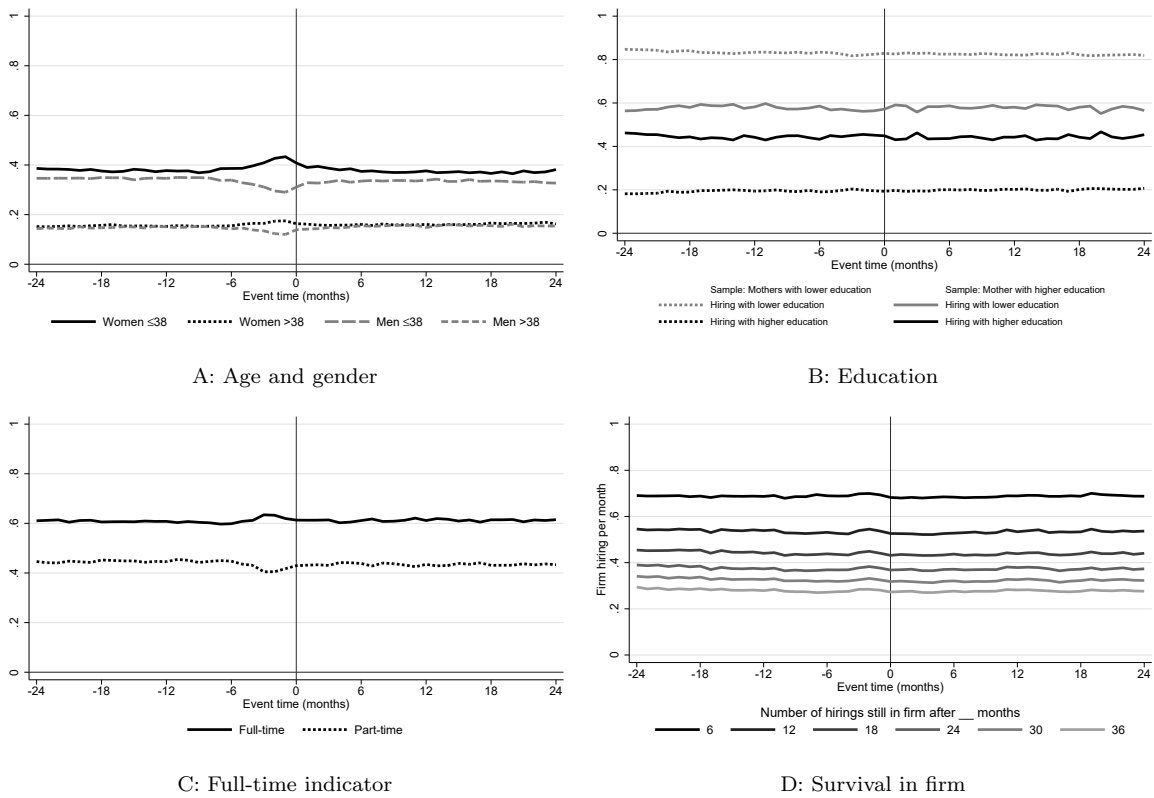 1
.8
.6
.4
.2
0
-24 -18 -12 -6 0 6 12 18 24
Event time (months)
Women ≤38 Women >38 Men ≤38 Men >38
A: Age and gender
1
.8
.6
.4
.2
0
-24 -18 -12 -6 0 6 12 18 24
Event time (months)
Sample: Mothers with lower education Sample: Mother with higher education
Hiring with lower education Hiring with lower education
Hiring with higher education Hiring with higher education
B: Education
1
.8
.6
.4
.2
0
-24 -18 -12 -6 0 6 12 18 24
Event time (months)
Full-time Part-time
C: Full-time indicator
Firm hiring per month
1
.8
.6
.4
.2
0
-24 -18 -12 -6 0 6 12 18 24
Event time (months)
Number of hirings still in firm after __ months
6 12 18 24 30 36
D: Survival in firm